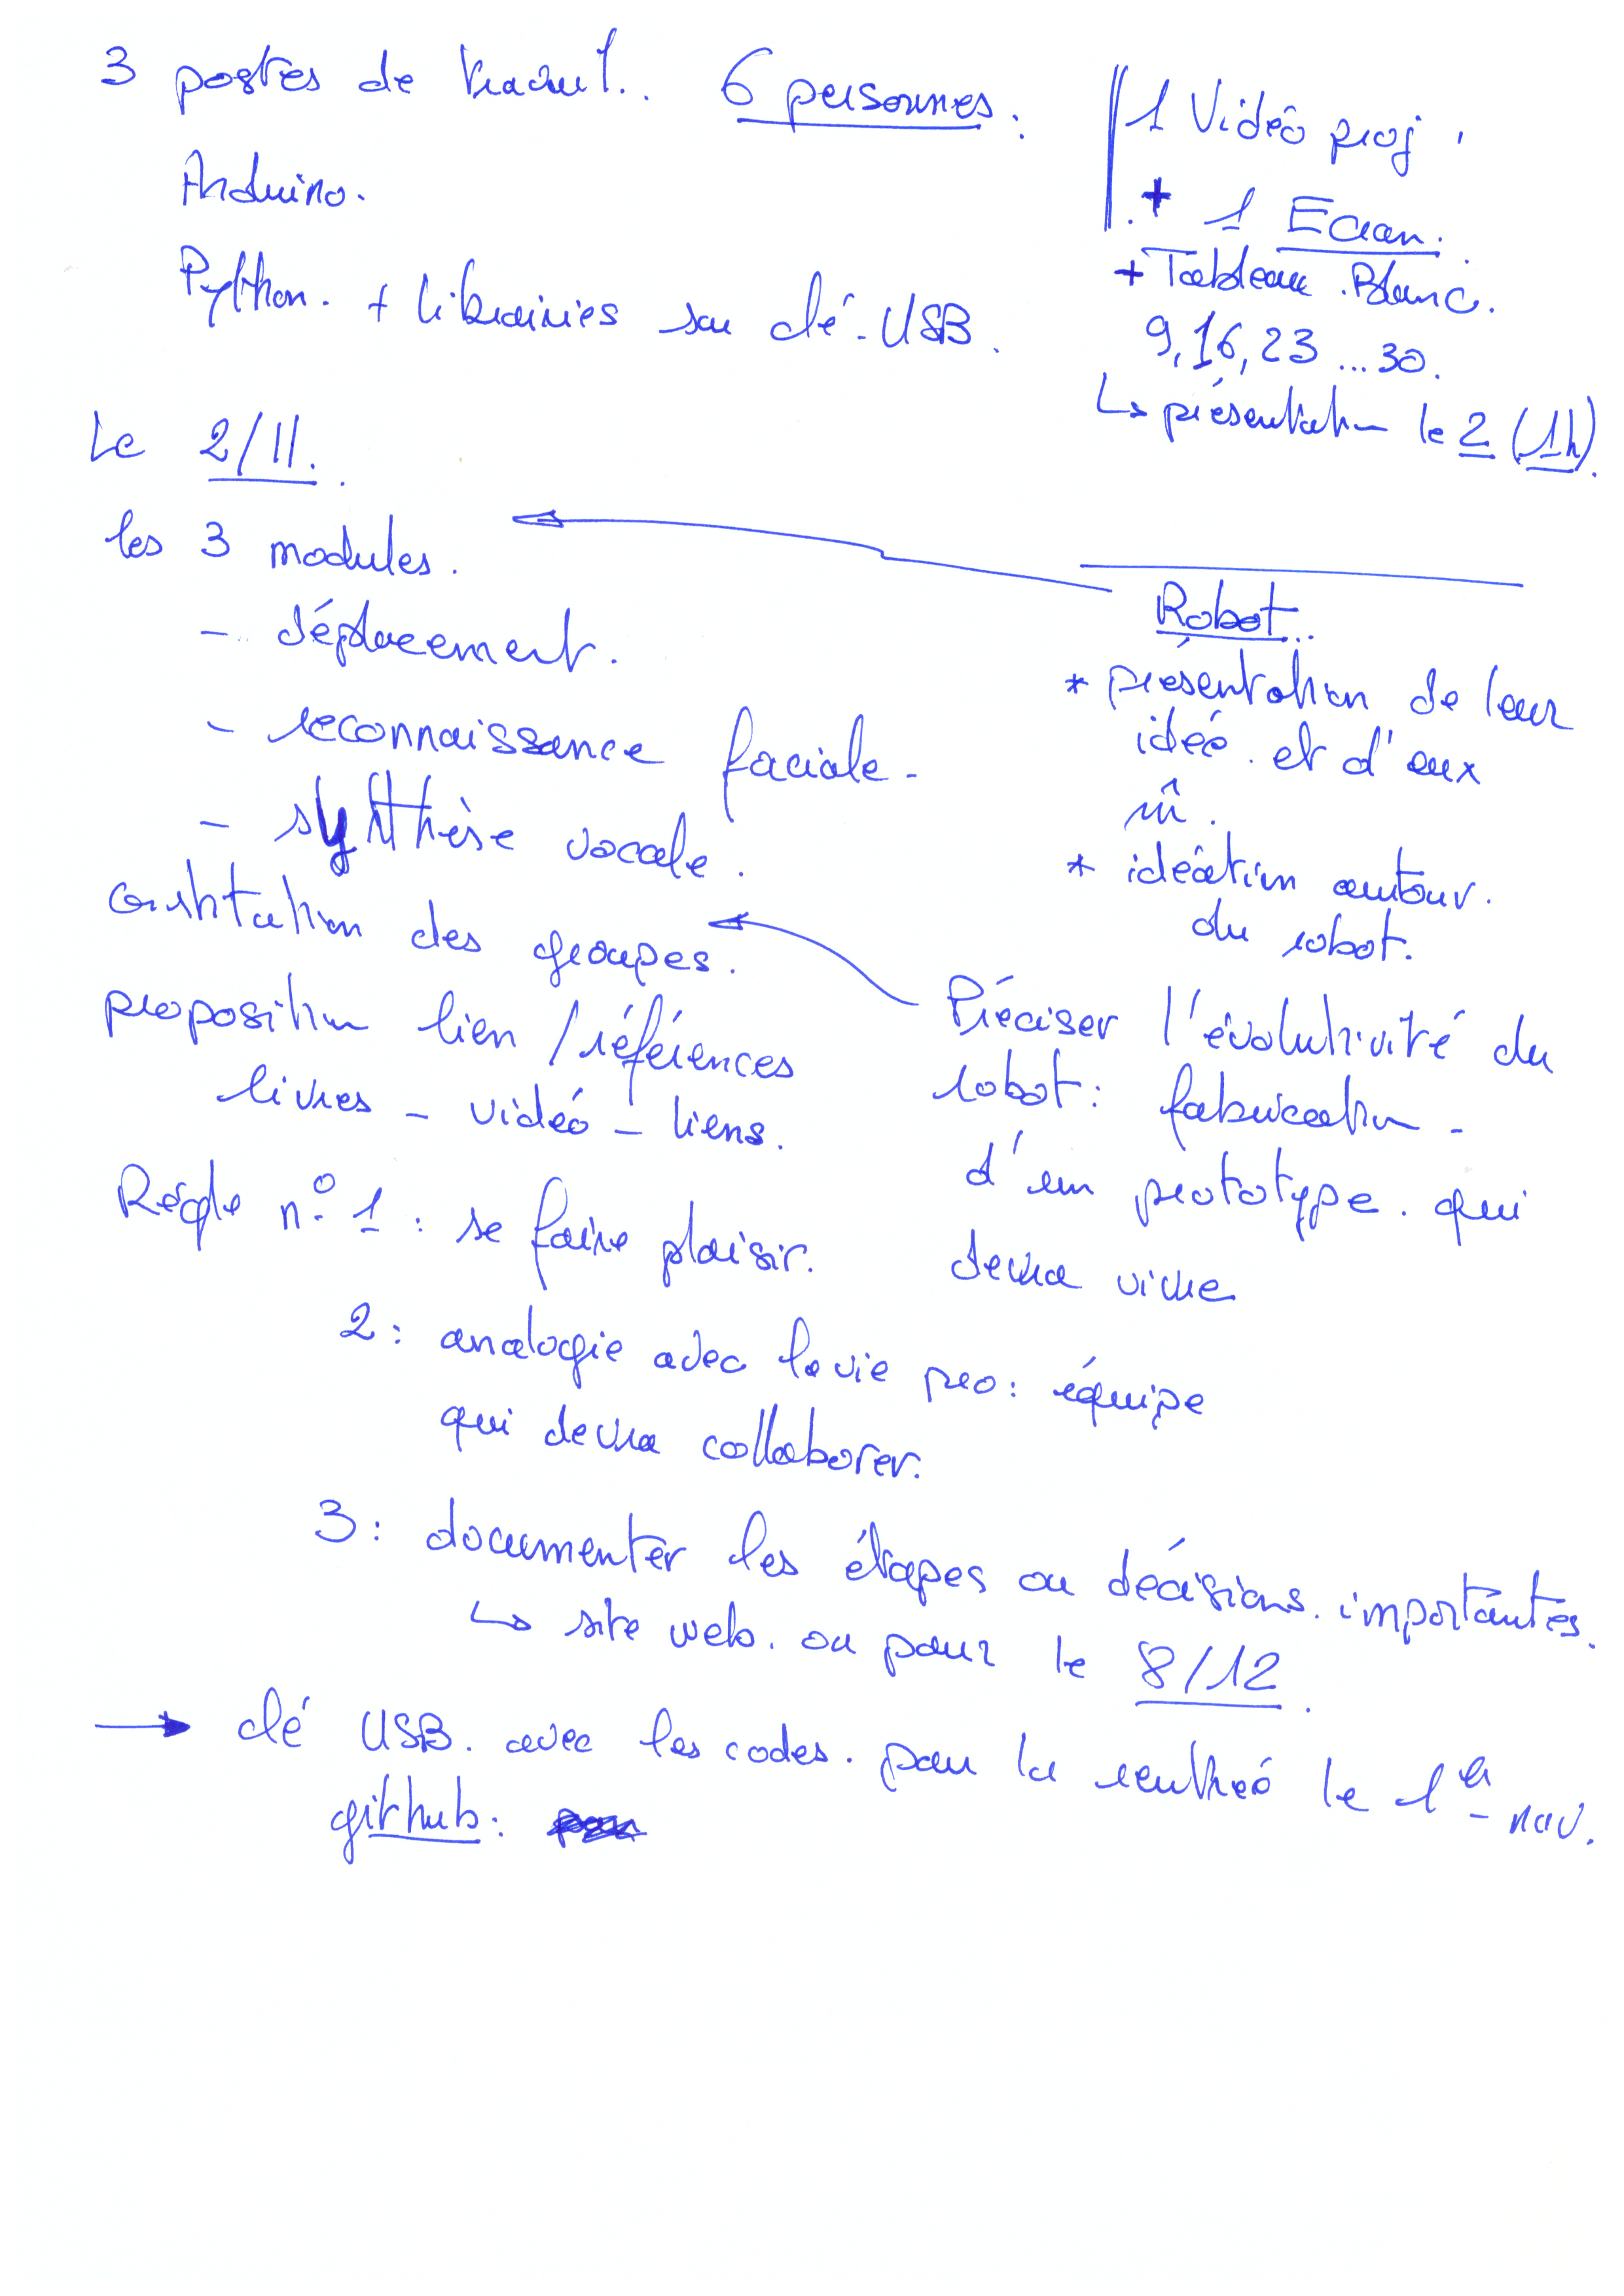 3 postes de travail.. 6 personnes :
Arduino.
Python. + librairies sur clé-USB.
1 Vidéo proj.
+ 1 Ecran.
+ Tableau Blanc.
9, 16, 23 ... 30.
↳ présentation le 2 (1h).
Le 2/11.
les 3 modules.
- déplacement.
- reconnaissance faciale -
- synthèse vocale.
Robot..
* présentation de leur
idée. et d'eux
m̂.
* idéation autour.
du robot.
constitution des groupes.
proposition lien / références
livres - vidéo - liens.
Préciser l'évolutivité du
robot : fabrication -
d'un prototype. qui
devra vivre
Règle n° 1 : se faire plaisir.
2 : analogie avec la vie pro : équipe
qui devra collaborer.
3 : documenter les étapes ou décisions. importantes.
↳ site web. ou pour le 8/12.
→ clé USB. avec les codes. pour la rentrée le 1er nov.
github :